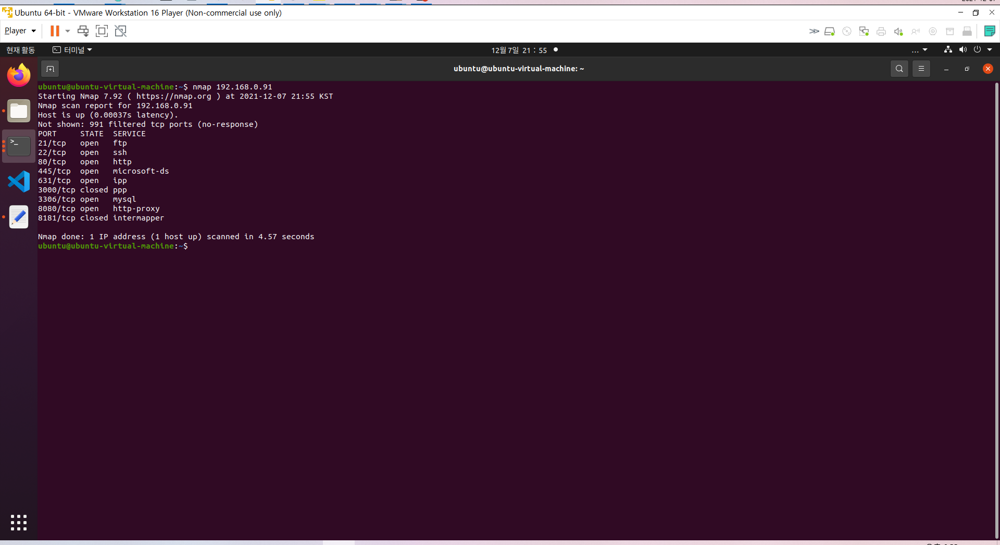 Ubuntu 64-bit - VMware Workstation 16 Player (Non-commercial use only)
Player
현재 활동
터미널
12월 7일 21 : 55
...
ubuntu@ubuntu-virtual-machine: ~
ubuntu@ubuntu-virtual-machine:~$ nmap 192.168.0.91
Starting Nmap 7.92 ( https://nmap.org ) at 2021-12-07 21:55 KST
Nmap scan report for 192.168.0.91
Host is up (0.00037s latency).
Not shown: 991 filtered tcp ports (no-response)
PORT     STATE  SERVICE
21/tcp   open   ftp
22/tcp   open   ssh
80/tcp   open   http
445/tcp  open   microsoft-ds
631/tcp  open   ipp
3000/tcp closed ppp
3306/tcp open   mysql
8080/tcp open   http-proxy
8181/tcp closed intermapper
Nmap done: 1 IP address (1 host up) scanned in 4.57 seconds
ubuntu@ubuntu-virtual-machine:~$